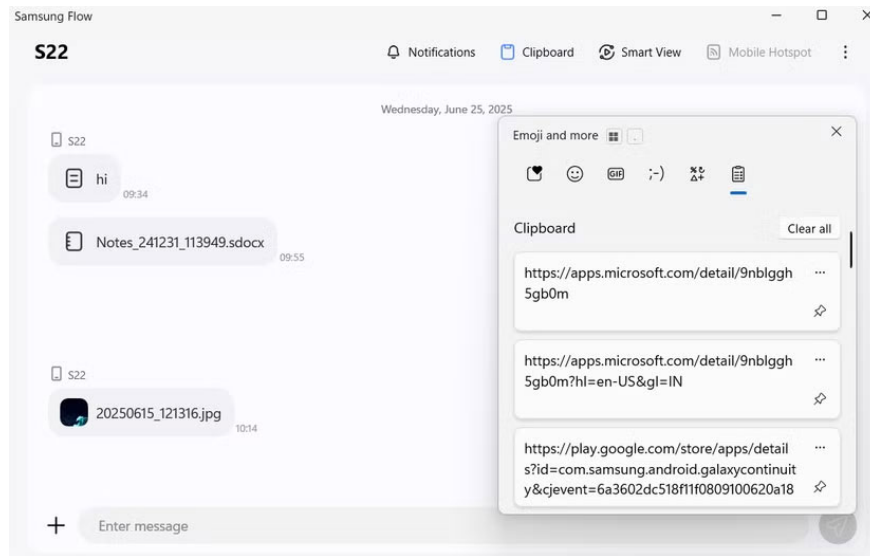 Samsung Flow
S22
Notifications
Clipboard
Smart View
Mobile Hotspot
Wednesday, June 25, 2025
S22
hi
09:34
Notes_241231_113949.sdocx
09:55
S22
20250615_121316.jpg
10:14
Enter message
Emoji and more
GIF
;-)
Clipboard
Clear all
https://apps.microsoft.com/detail/9nblggh
5gb0m
https://apps.microsoft.com/detail/9nblggh
5gb0m?hl=en-US&gl=IN
https://play.google.com/store/apps/detail
s?id=com.samsung.android.galaxycontinuit
y&cjevent=6a3602dc518f11f0809100620a18